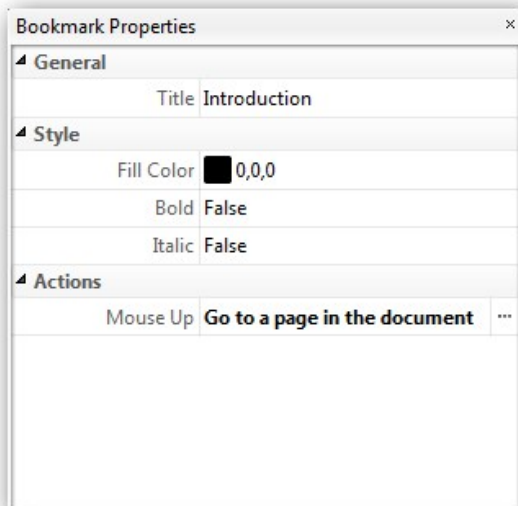 Bookmark Properties ×
General
Title Introduction
Style
Fill Color 0,0,0
Bold False
Italic False
Actions
Mouse Up Go to a page in the document ...